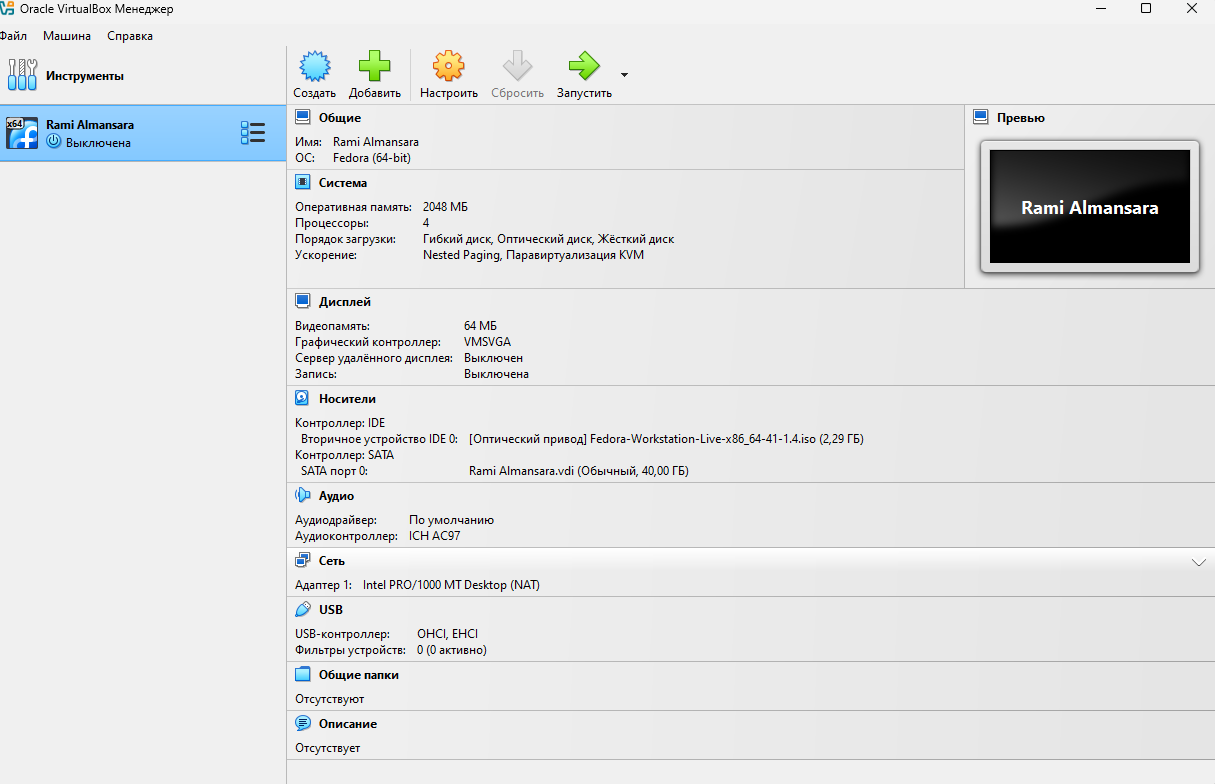 Oracle VirtualBox Менеджер
Файл Машина Справка
Инструменты
Создать Добавить Настроить Сбросить Запустить
x64
Rami Almansara
Выключена
Общие
Имя: Rami Almansara
ОС: Fedora (64-bit)
Превью
Rami Almansara
Система
Оперативная память: 2048 МБ
Процессоры: 4
Порядок загрузки: Гибкий диск, Оптический диск, Жёсткий диск
Ускорение: Nested Paging, Паравиртуализация KVM
Дисплей
Видеопамять: 64 МБ
Графический контроллер: VMSVGA
Сервер удалённого дисплея: Выключен
Запись: Выключена
Носители
Контроллер: IDE
Вторичное устройство IDE 0: [Оптический привод] Fedora-Workstation-Live-x86_64-41-1.4.iso (2,29 ГБ)
Контроллер: SATA
SATA порт 0: Rami Almansara.vdi (Обычный, 40,00 ГБ)
Аудио
Аудиодрайвер: По умолчанию
Аудиоконтроллер: ICH AC97
Сеть
Адаптер 1: Intel PRO/1000 MT Desktop (NAT)
USB
USB-контроллер: OHCI, EHCI
Фильтры устройств: 0 (0 активно)
Общие папки
Отсутствуют
Описание
Отсутствует